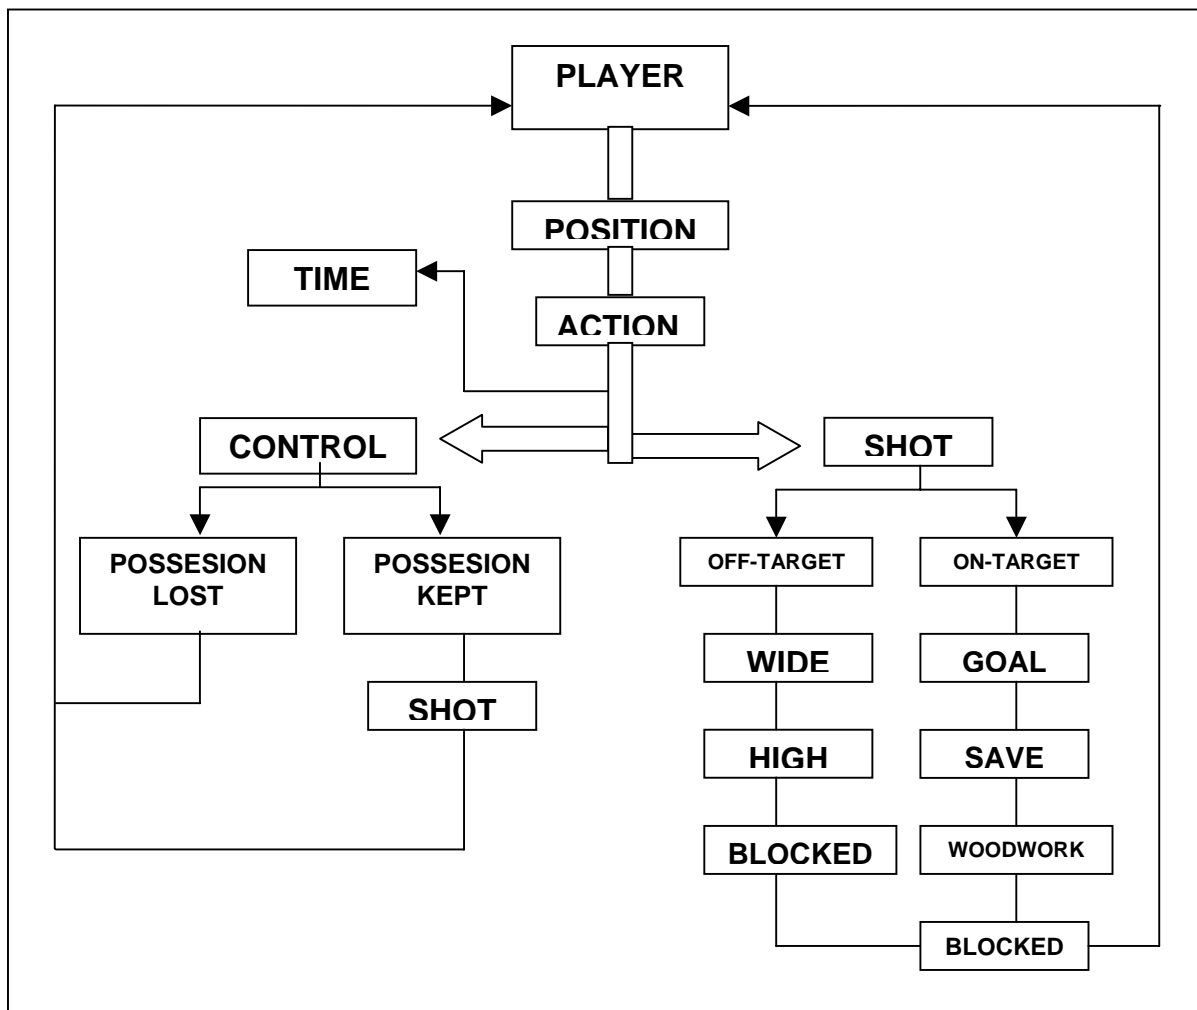 PLAYER
POSITION
TIME
ACTION
CONTROL
SHOT
POSSESION
LOST
POSSESION
KEPT
OFF-TARGET
ON-TARGET
WIDE
GOAL
SHOT
HIGH
SAVE
BLOCKED
WOODWORK
BLOCKED